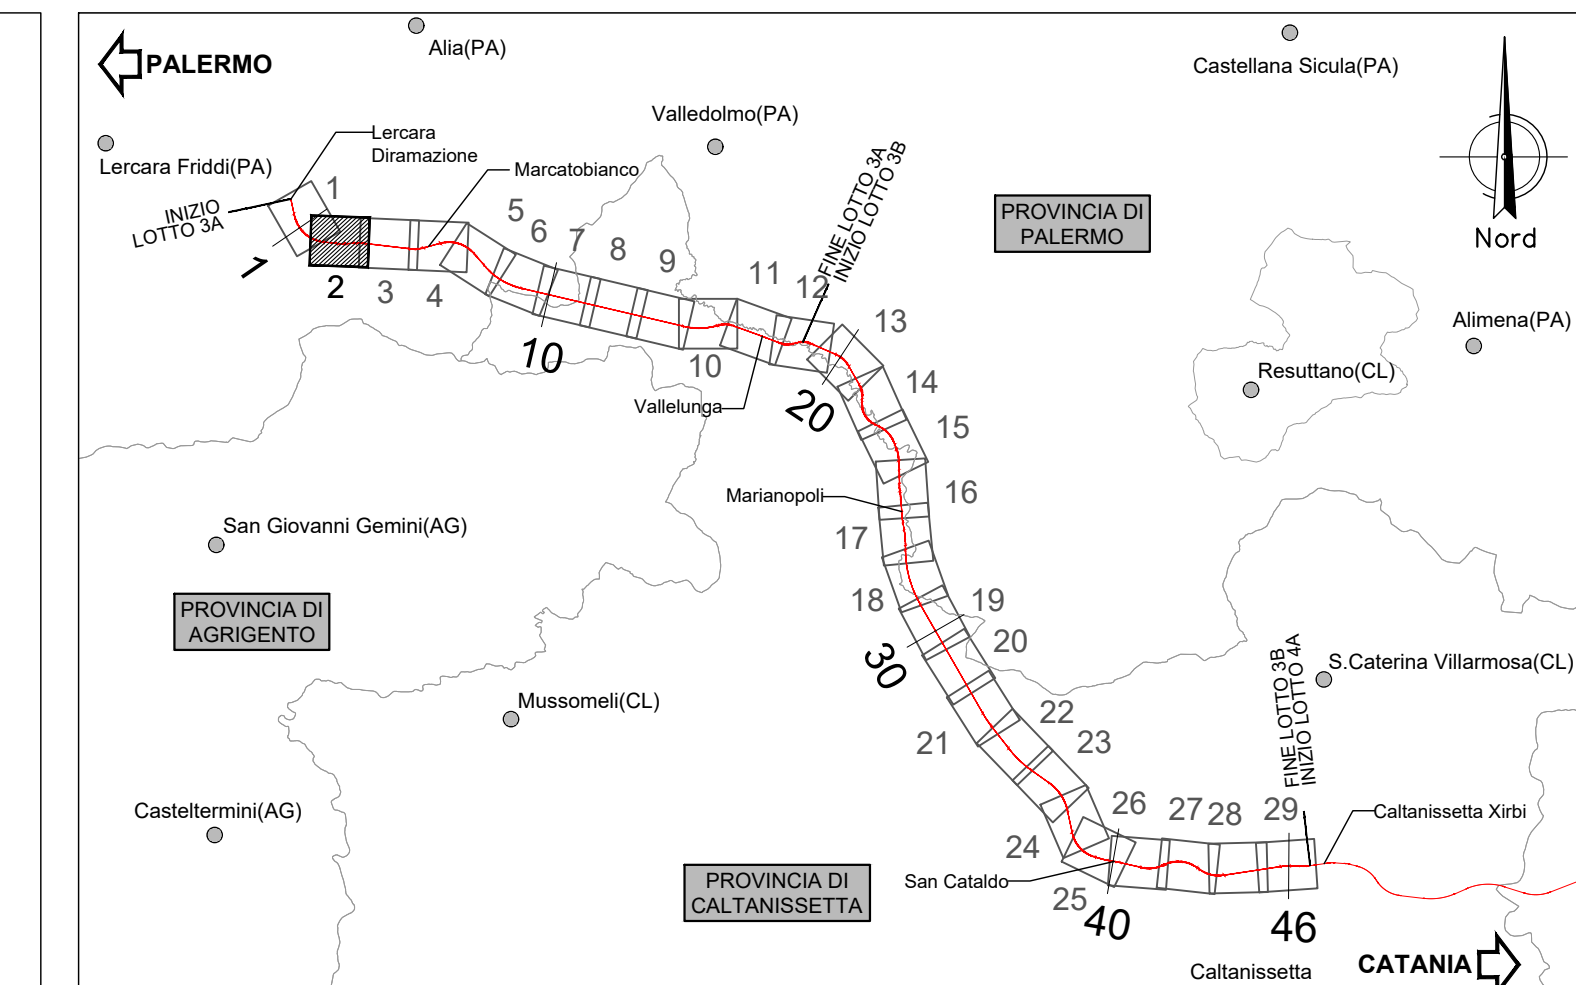 PALERMO
Alia(PA)
Castellana Sicula(PA)
Valledolmo(PA)
Lercara Friddi(PA)
Lercara
Diramazione
Marcatobianco
INIZIO
LOTTO 3A
FINE LOTTO 3A
INIZIO LOTTO 3B
PROVINCIA DI
PALERMO
Nord
1
1
2
3
4
5
6
7
8
9
10
10
11
12
13
14
15
20
Vallelunga
Alimena(PA)
Resuttano(CL)
Marianopoli
16
17
San Giovanni Gemini(AG)
PROVINCIA DI
AGRIGENTO
18
19
20
30
Mussomeli(CL)
21
22
23
FINE LOTTO 3B
INIZIO LOTTO 4A
S.Caterina Villarmosa(CL)
Casteltermini(AG)
24
25
26
27
28
29
Caltanissetta Xirbi
San Cataldo
PROVINCIA DI
CALTANISSETTA
40
46
Caltanissetta
CATANIA